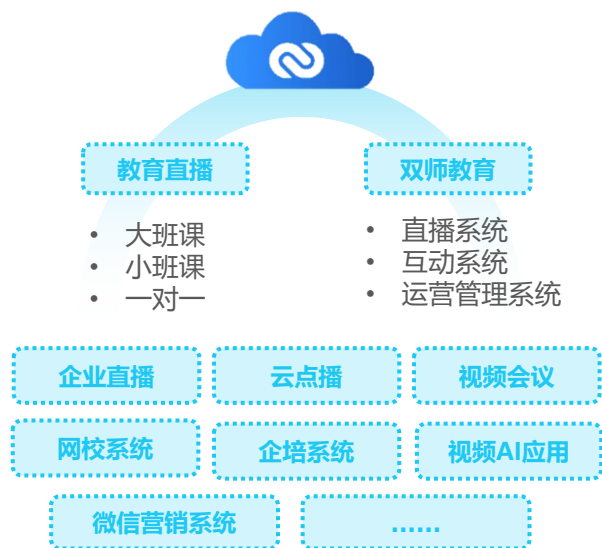 教育直播
双师教育
• 大班课
• 小班课
• 一对一
• 直播系统
• 互动系统
• 运营管理系统
企业直播
云点播
视频会议
网校系统
企培系统
视频AI应用
微信营销系统
......